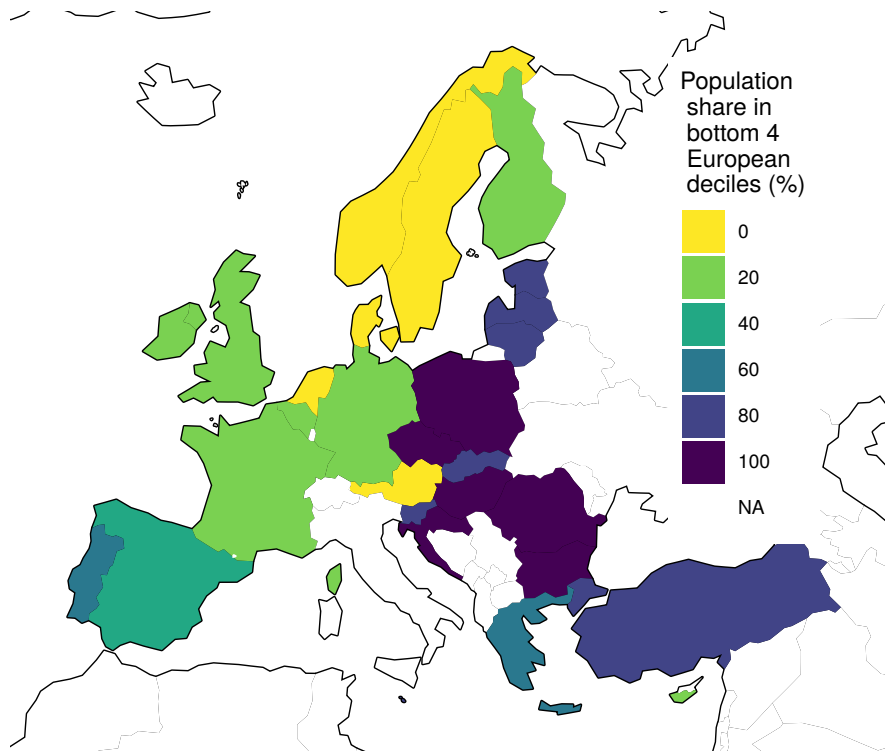 Population
share in
bottom 4
European
deciles (%)
0
20
40
60
80
100
NA